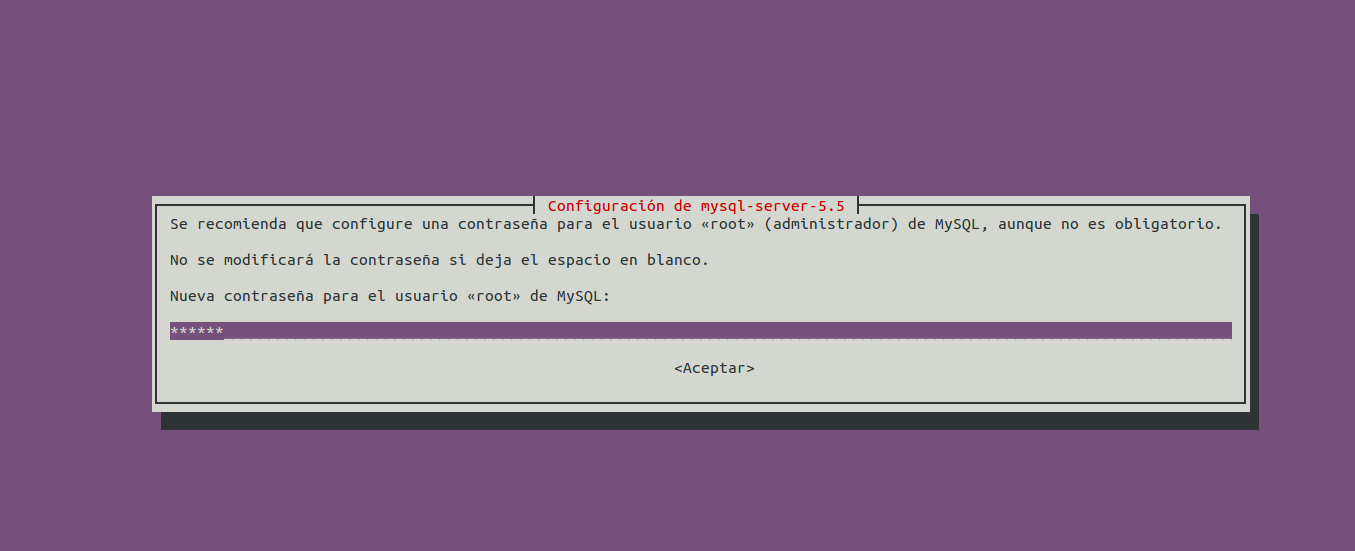 Configuración de mysql-server-5.5
Se recomienda que configure una contraseña para el usuario «root» (administrador) de MySQL, aunque no es obligatorio.
No se modificará la contraseña si deja el espacio en blanco.
Nueva contraseña para el usuario «root» de MySQL:
******
<Aceptar>